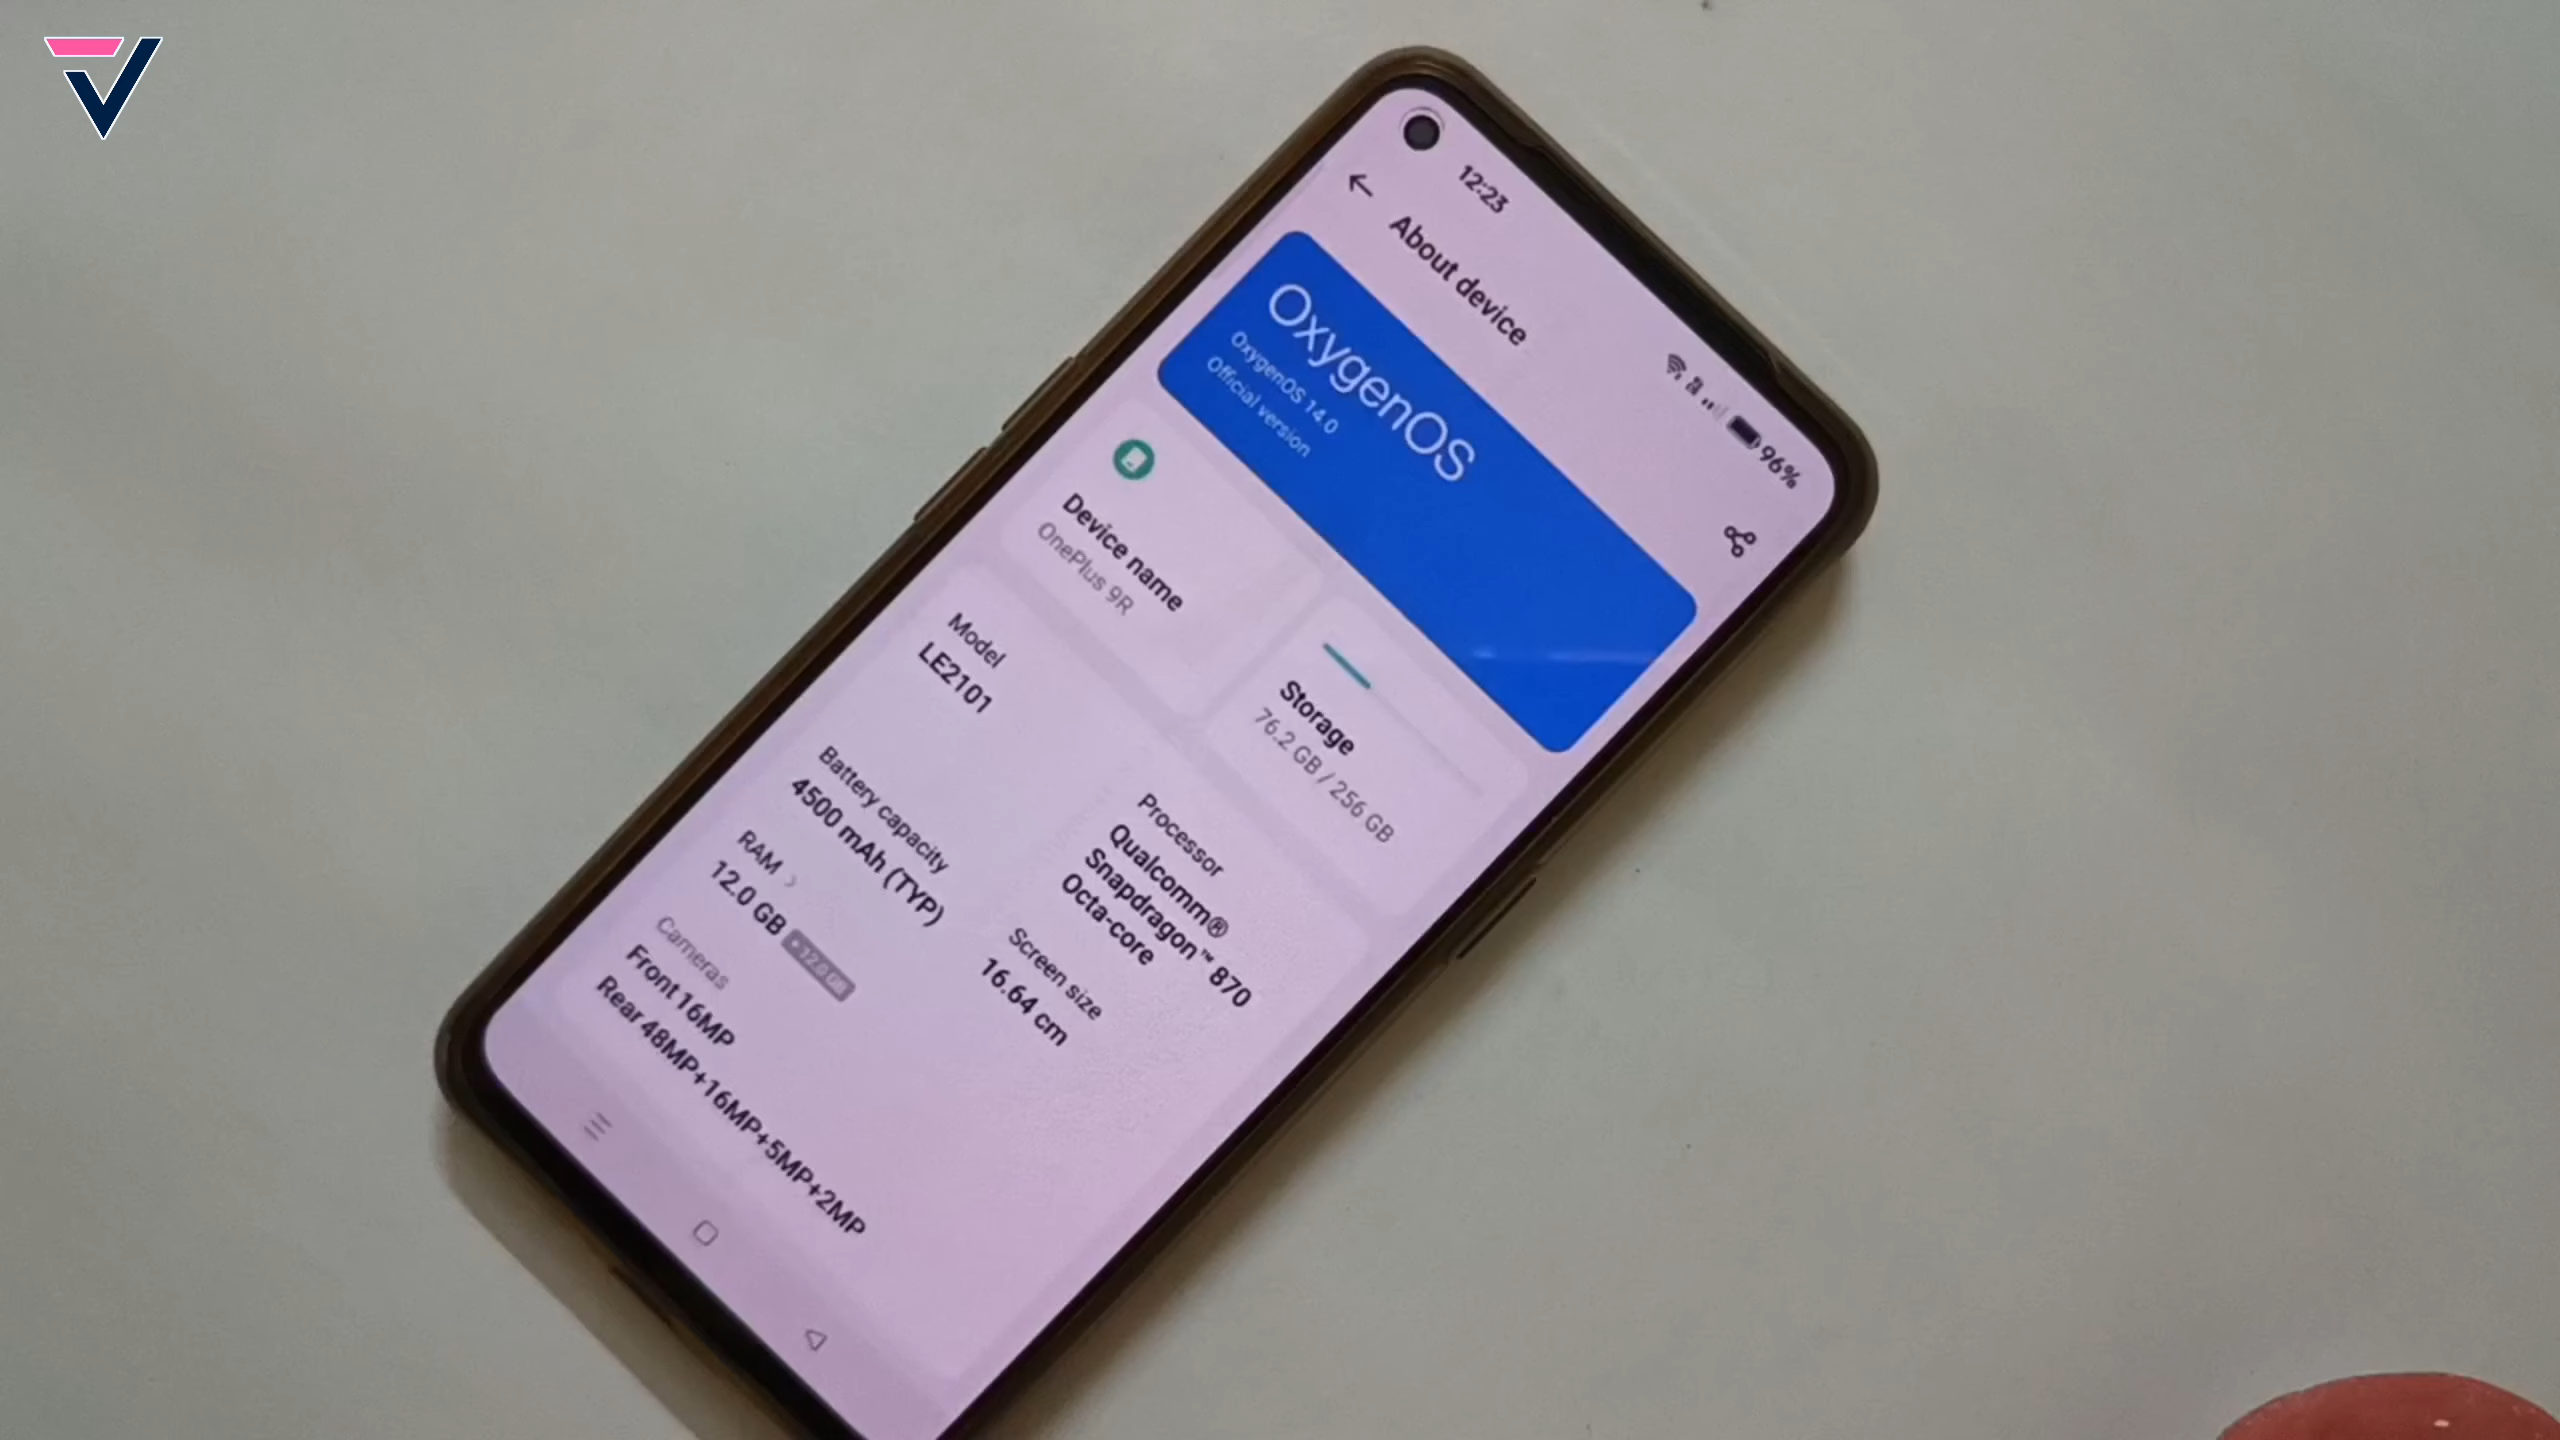 12:23
96%
About device
OxygenOS
OxygenOS 14.0
Official version
Device name
OnePlus 9R
Storage
76.2 GB / 256 GB
Model
LE2101
Processor
Qualcomm®
Snapdragon™ 870
Octa-core
Battery capacity
4500 mAh (TYP)
Screen size
16.64 cm
RAM
12.0 GB
Cameras
Front 16MP
Rear 48MP+16MP+5MP+2MP